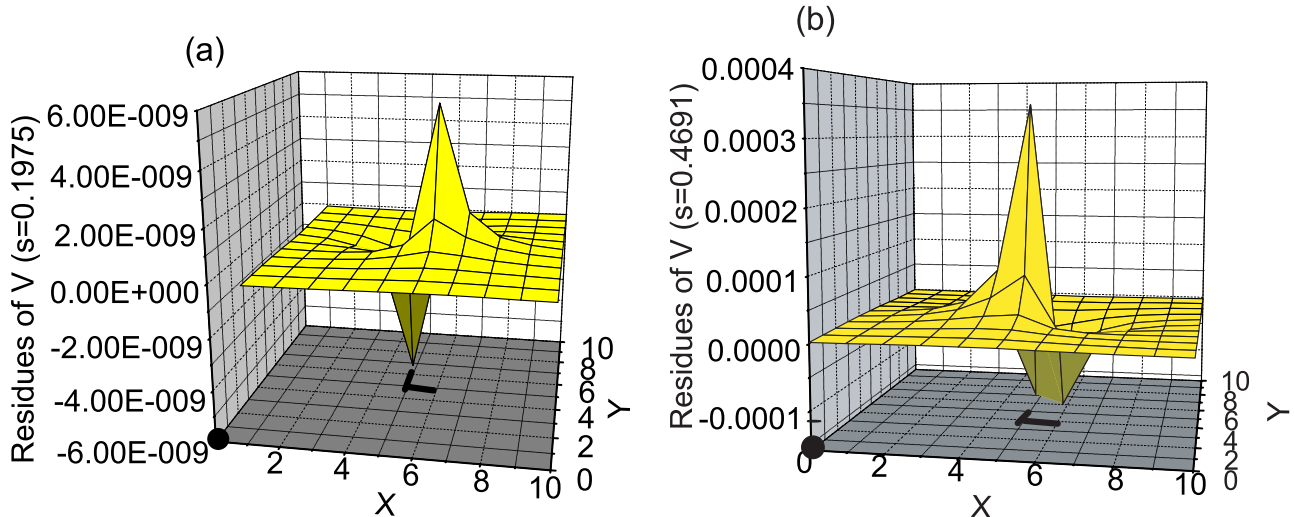 (a)
Residues of V (s=0.1975)
6.00E-009
4.00E-009
2.00E-009
0.00E+000
-2.00E-009
-4.00E-009
-6.00E-009
2
4
6
8
10
X
10
8
6
4
2
0
Y
(b)
Residues of V (s=0.4691)
0.0004
0.0003
0.0002
0.0001
0.0000
-0.0001
0
2
4
6
8
10
X
10
8
6
4
2
0
Y